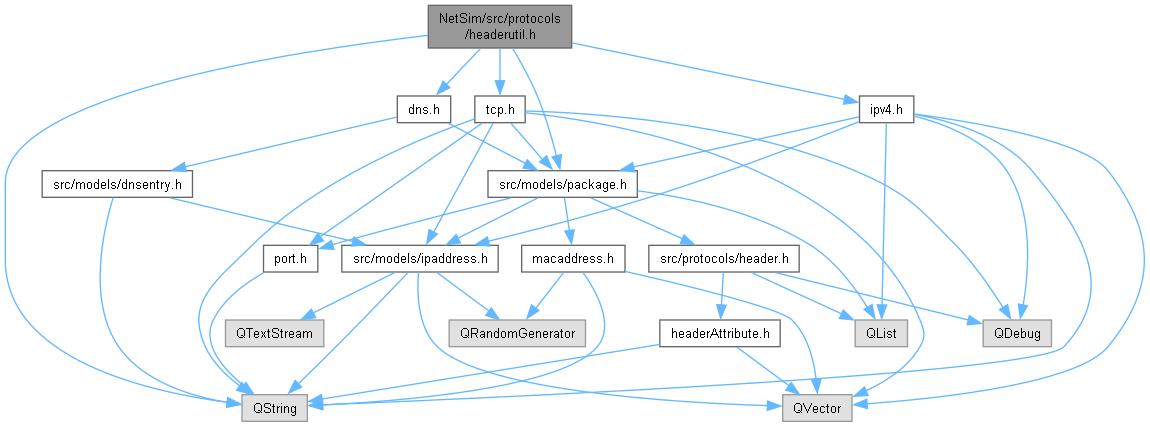 NetSim/src/protocols
/headerutil.h
dns.h
tcp.h
ipv4.h
src/models/dnsentry.h
src/models/package.h
port.h
src/models/ipaddress.h
macaddress.h
src/protocols/header.h
QTextStream
QRandomGenerator
headerAttribute.h
QList
QDebug
QString
QVector